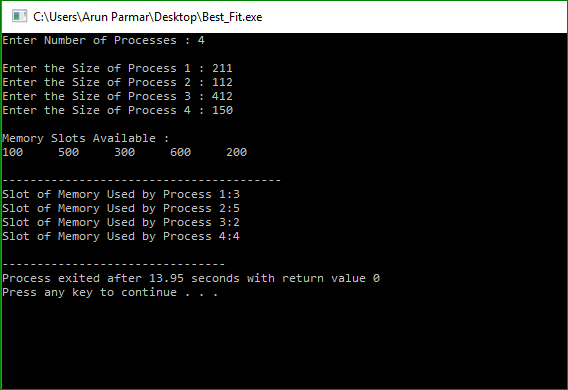 C:\Users\Arun Parmar\Desktop\Best_Fit.exe
Enter Number of Processes : 4
Enter the Size of Process 1 : 211
Enter the Size of Process 2 : 112
Enter the Size of Process 3 : 412
Enter the Size of Process 4 : 150
Memory Slots Available :
100     500     300     600     200
----------------------------------------
Slot of Memory Used by Process 1:3
Slot of Memory Used by Process 2:5
Slot of Memory Used by Process 3:2
Slot of Memory Used by Process 4:4
--------------------------------
Process exited after 13.95 seconds with return value 0
Press any key to continue . . .